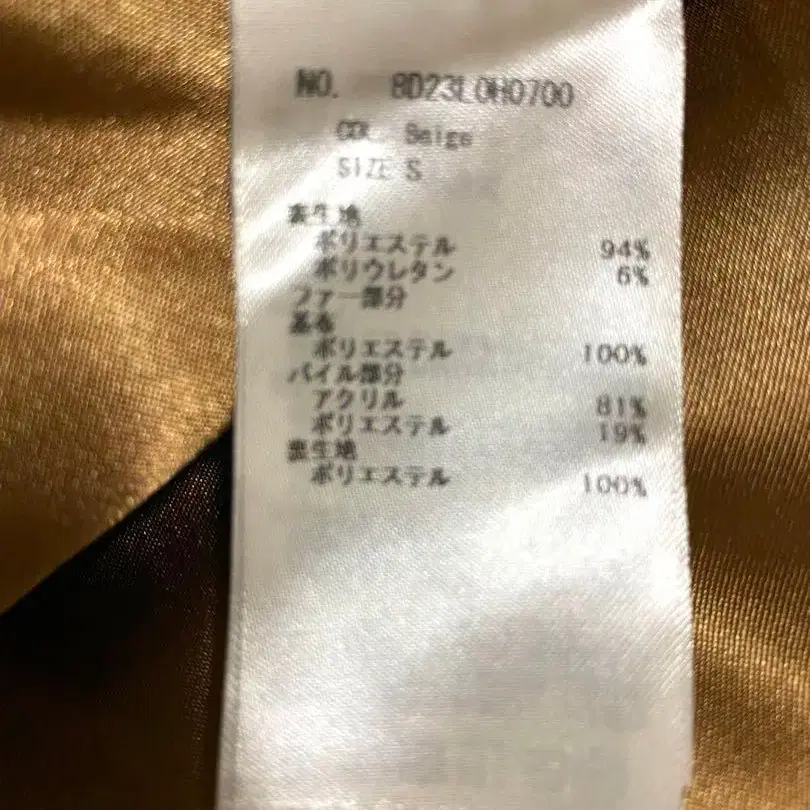 NO. 8D23L0H0700
COL. Beige
SIZE S
表生地
ポリエステル 94%
ポリウレタン 6%
ファー部分
基布
ポリエステル 100%
パイル部分
アクリル 81%
ポリエステル 19%
裏生地
ポリエステル 100%